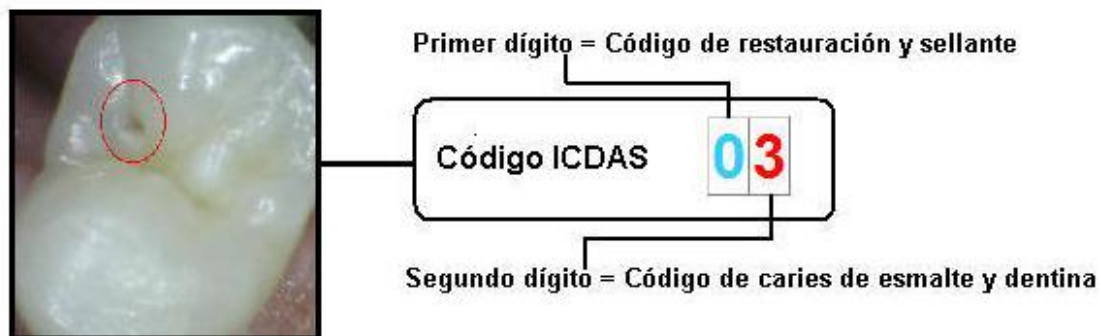 Primer dígito = Código de restauración y sellante
Código ICDAS 03
Segundo dígito = Código de caries de esmalte y dentina